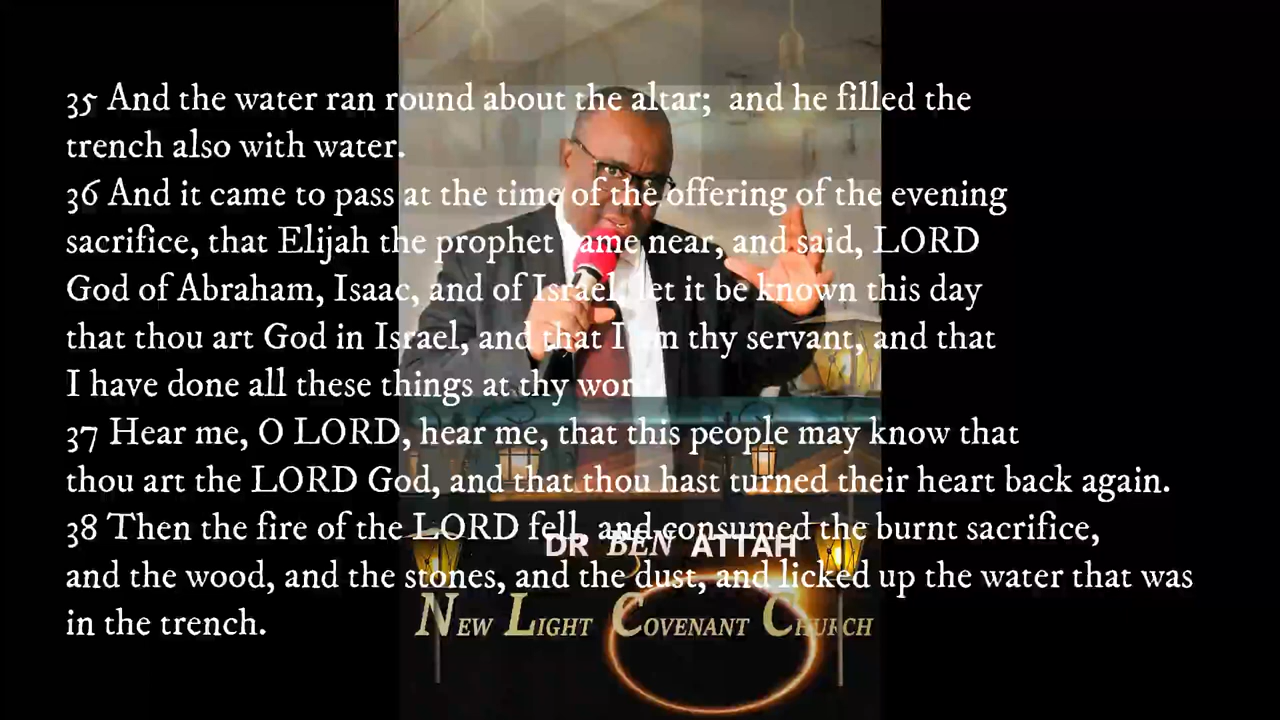 35 And the water ran round about the altar;  and he filled the
trench also with water.
36 And it came to pass at the time of the offering of the evening
sacrifice, that Elijah the prophet came near, and said, LORD
God of Abraham, Isaac, and of Israel, let it be known this day
that thou art God in Israel, and that I am thy servant, and that
I have done all these things at thy word.
37 Hear me, O LORD, hear me, that this people may know that
thou art the LORD God, and that thou hast turned their heart back again.
38 Then the fire of the LORD fell, and consumed the burnt sacrifice,
DR BEN ATTAH
and the wood, and the stones, and the dust, and licked up the water that was
in the trench.
NEW LIGHT COVENANT CHURCH